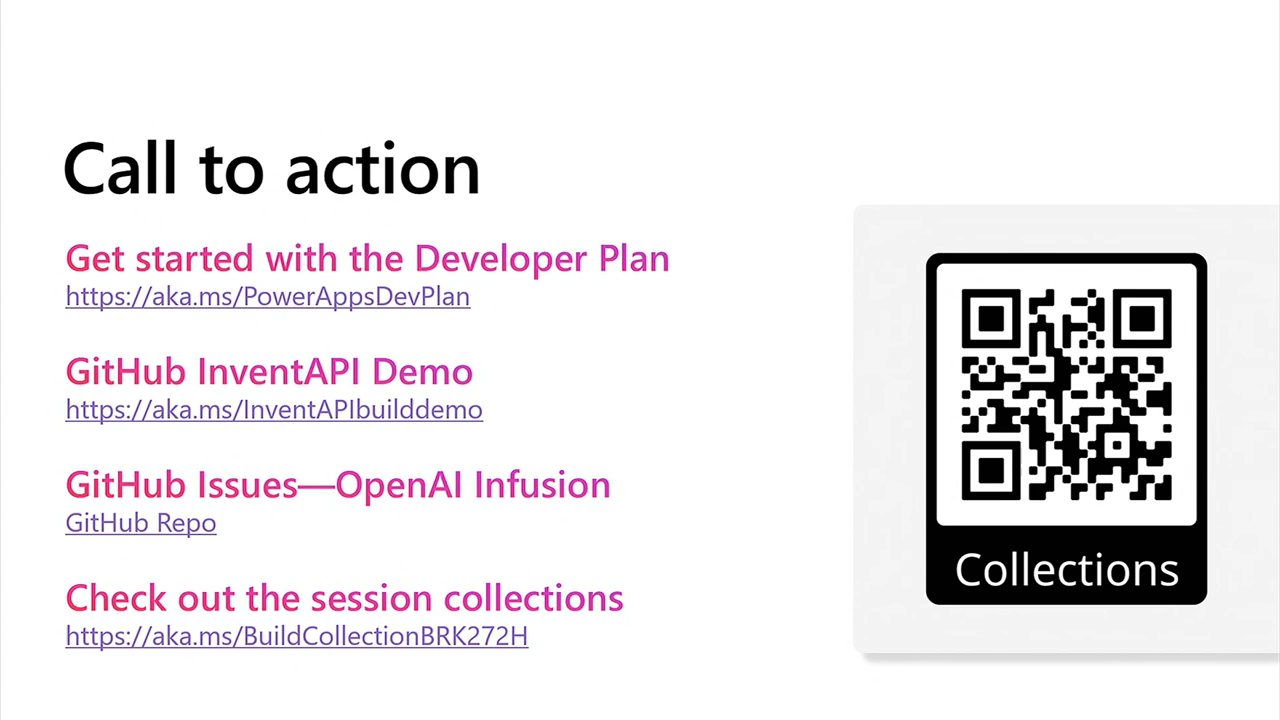 Call to action
Get started with the Developer Plan
https://aka.ms/PowerAppsDevPlan
GitHub InventAPI Demo
https://aka.ms/InventAPIbuilddemo
GitHub Issues—OpenAI Infusion
GitHub Repo
Check out the session collections
https://aka.ms/BuildCollectionBRK272H
Collections